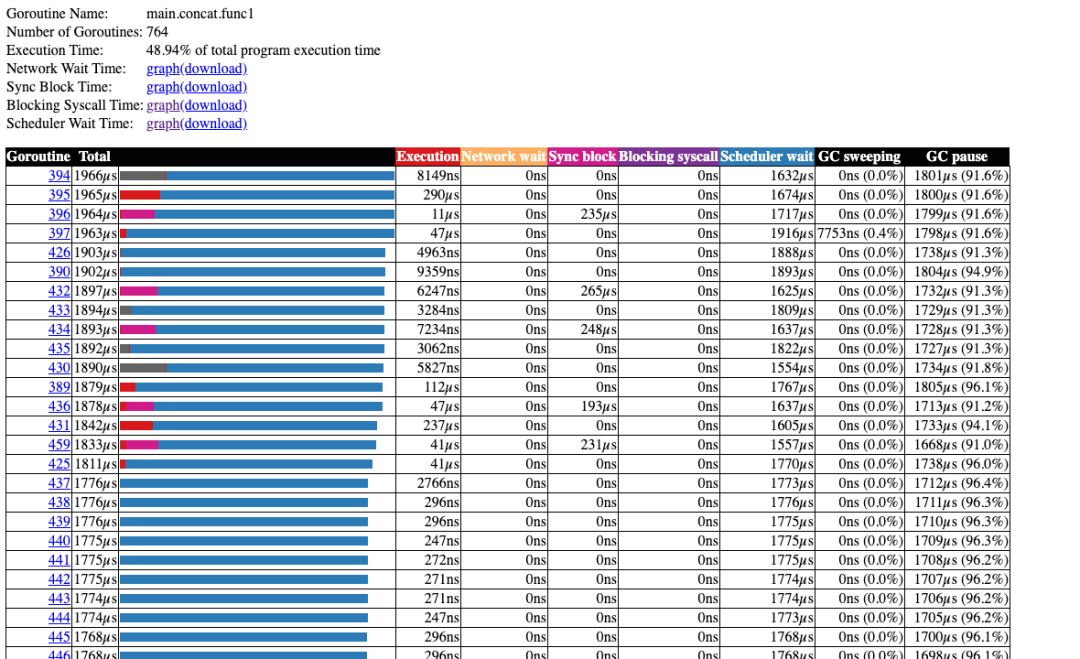 Goroutine Name: main.concat.func1
Number of Goroutines: 764
Execution Time: 48.94% of total program execution time
Network Wait Time: graph(download)
Sync Block Time: graph(download)
Blocking Syscall Time: graph(download)
Scheduler Wait Time: graph(download)
Goroutine Total Execution Network wait Sync block Blocking syscall Scheduler wait GC sweeping GC pause
394 1966µs 8149ns 0ns 0ns 0ns 1632µs 0ns (0.0%) 1801µs (91.6%)
395 1965µs 290µs 0ns 0ns 0ns 1674µs 0ns (0.0%) 1800µs (91.6%)
396 1964µs 11µs 0ns 235µs 0ns 1717µs 0ns (0.0%) 1799µs (91.6%)
397 1963µs 47µs 0ns 0ns 0ns 1916µs 7753ns (0.4%) 1798µs (91.6%)
426 1903µs 4963ns 0ns 0ns 0ns 1888µs 0ns (0.0%) 1738µs (91.3%)
390 1902µs 9359ns 0ns 0ns 0ns 1893µs 0ns (0.0%) 1804µs (94.9%)
432 1897µs 6247ns 0ns 265µs 0ns 1625µs 0ns (0.0%) 1732µs (91.3%)
433 1894µs 3284ns 0ns 0ns 0ns 1809µs 0ns (0.0%) 1729µs (91.3%)
434 1893µs 7234ns 0ns 248µs 0ns 1637µs 0ns (0.0%) 1728µs (91.3%)
435 1892µs 3062ns 0ns 0ns 0ns 1822µs 0ns (0.0%) 1727µs (91.3%)
430 1890µs 5827ns 0ns 0ns 0ns 1554µs 0ns (0.0%) 1734µs (91.8%)
389 1879µs 112µs 0ns 0ns 0ns 1767µs 0ns (0.0%) 1805µs (96.1%)
436 1878µs 47µs 0ns 193µs 0ns 1637µs 0ns (0.0%) 1713µs (91.2%)
431 1842µs 237µs 0ns 0ns 0ns 1605µs 0ns (0.0%) 1733µs (94.1%)
459 1833µs 41µs 0ns 231µs 0ns 1557µs 0ns (0.0%) 1668µs (91.0%)
425 1811µs 41µs 0ns 0ns 0ns 1770µs 0ns (0.0%) 1738µs (96.0%)
437 1776µs 2766ns 0ns 0ns 0ns 1773µs 0ns (0.0%) 1712µs (96.4%)
438 1776µs 296ns 0ns 0ns 0ns 1776µs 0ns (0.0%) 1711µs (96.3%)
439 1776µs 296ns 0ns 0ns 0ns 1775µs 0ns (0.0%) 1710µs (96.3%)
440 1775µs 247ns 0ns 0ns 0ns 1775µs 0ns (0.0%) 1709µs (96.3%)
441 1775µs 272ns 0ns 0ns 0ns 1775µs 0ns (0.0%) 1708µs (96.2%)
442 1775µs 271ns 0ns 0ns 0ns 1774µs 0ns (0.0%) 1707µs (96.2%)
443 1774µs 271ns 0ns 0ns 0ns 1774µs 0ns (0.0%) 1706µs (96.2%)
444 1774µs 247ns 0ns 0ns 0ns 1773µs 0ns (0.0%) 1705µs (96.2%)
445 1768µs 296ns 0ns 0ns 0ns 1768µs 0ns (0.0%) 1700µs (96.1%)
446 1768µs 296ns 0ns 0ns 0ns 1768µs 0ns (0.0%) 1698µs (96.1%)